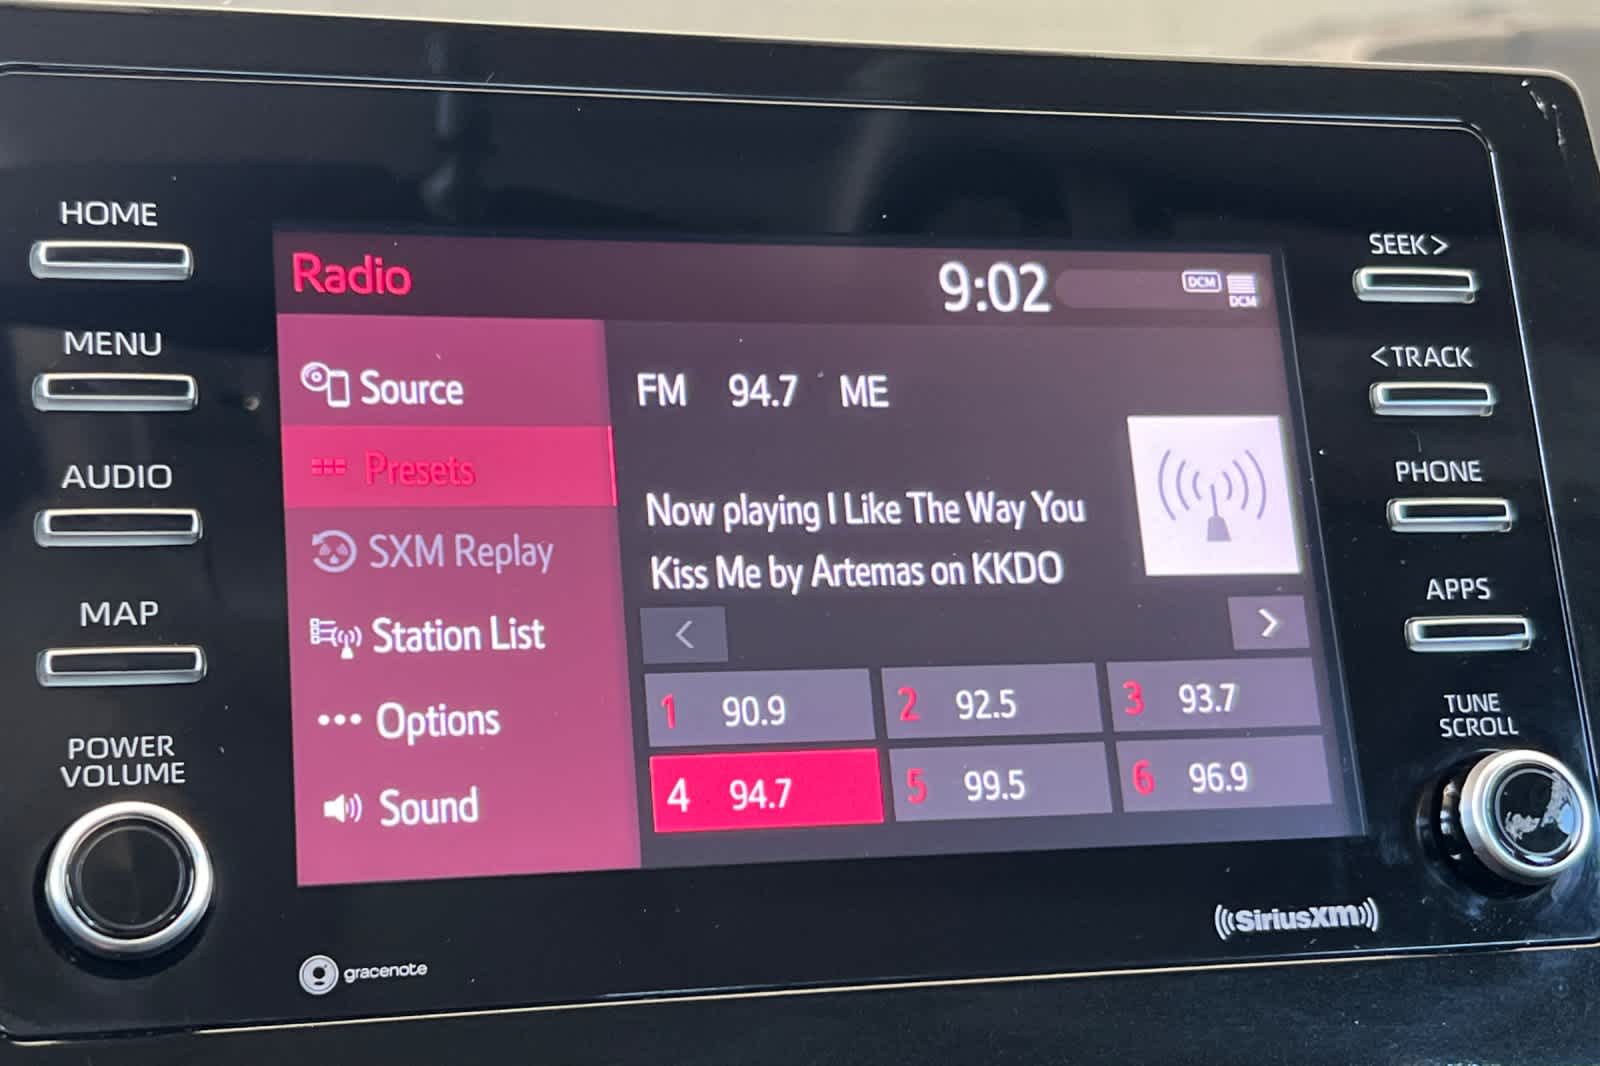 HOME
MENU
AUDIO
MAP
POWER
VOLUME
Radio
9:02
DCM
DCM
Source
Presets
SXM Replay
Station List
Options
Sound
FM 94.7 ME
Now playing I Like The Way You
Kiss Me by Artemas on KKDO
<
>
1 90.9
2 92.5
3 93.7
4 94.7
5 99.5
6 96.9
SEEK >
< TRACK
PHONE
APPS
TUNE
SCROLL
gracenote
((SiriusXM))